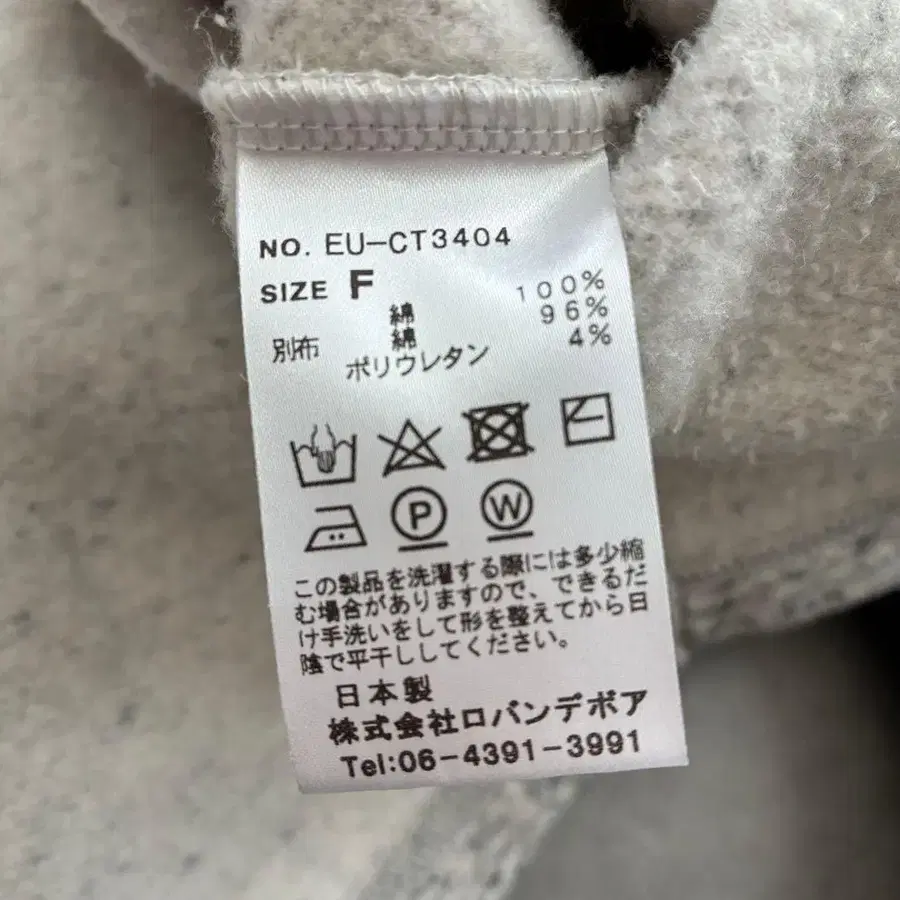 NO. EU-CT3404
SIZE F
綿 100%
別布 綿 96%
ポリウレタン 4%
P W
この製品を洗濯する際には多少縮
む場合がありますので、できるだ
け手洗いをして形を整えてから日
陰で平干ししてください。
日本製
株式会社ロバンデボア
Tel:06-4391-3991